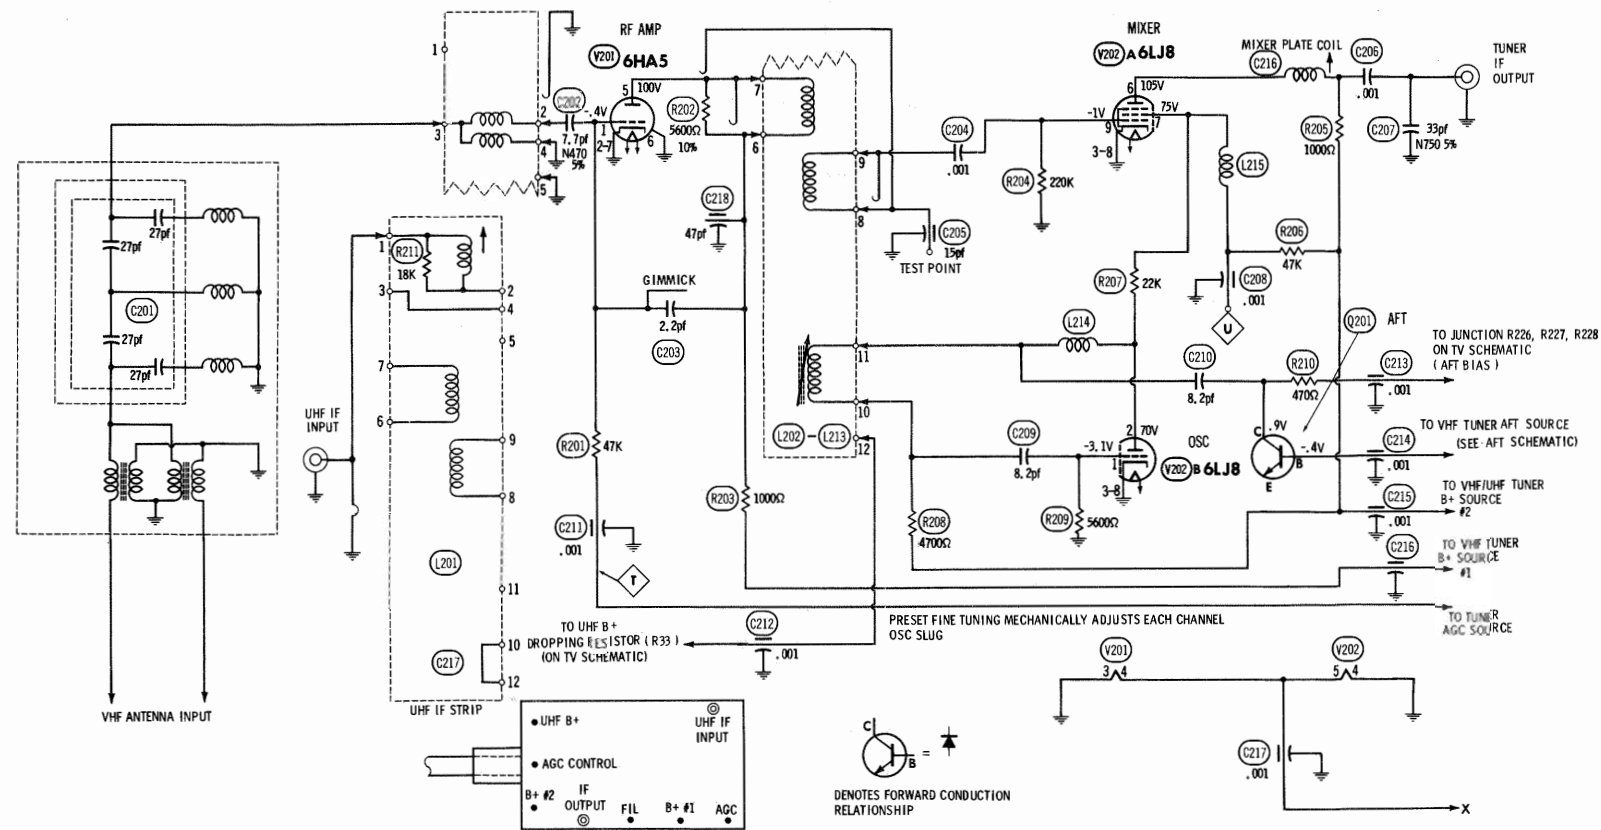 RF AMP
V201 6HA5
MIXER
V202 A 6LJ8
MIXER PLATE COIL
C216
C206
.001
TUNER
IF
OUTPUT
1
2
3
4
5
C202
7.7pf
N470
5%
-.4V
5
100V
1
2-7
6
R202
5600Ω
10%
7
6
9
8
C204
.001
-1V
9
6
105V
75V
7
3-8
R205
1000Ω
C207
33pf
N750 5%
R204
220K
L215
27pf
27pf
C201
27pf
27pf
1
R211
18K
3
2
4
5
7
6
9
8
L201
11
10
12
C217
UHF IF STRIP
UHF IF
INPUT
C218
47pf
C205
15pf
TEST POINT
GIMMICK
2.2pf
C203
R206
47K
R207
22K
C208
.001
U
L214
11
10
12
L202 - L213
C210
8.2pf
R210
470Ω
Q201
AFT
C213
.001
TO JUNCTION R226, R227, R228
ON TV SCHEMATIC
( AFT BIAS )
R201
47K
R203
1000Ω
C209
8.2pf
-3.1V
1
2
70V
3-8
OSC
V202 B 6LJ8
C
.9V
-.4V
B
E
C214
.001
TO VHF TUNER AFT SOURCE
(SEE AFT SCHEMATIC)
C211
.001
T
R208
4700Ω
R209
5600Ω
C215
.001
TO VHF/UHF TUNER
B+ SOURCE
#2
C216
.001
TO VHF TUNER
B+ SOURCE
#1
TO TUNER
AGC SOURCE
TO UHF B+
DROPPING RESISTOR ( R33 )
(ON TV SCHEMATIC)
C212
.001
PRESET FINE TUNING MECHANICALLY ADJUSTS EACH CHANNEL
OSC SLUG
VHF ANTENNA INPUT
V201
3 4
V202
5 4
C217
.001
X
UHF B+
UHF IF
INPUT
AGC CONTROL
B+ #2
IF
OUTPUT
FIL
B+ #1
AGC
C
B
=
DENOTES FORWARD CONDUCTION
RELATIONSHIP